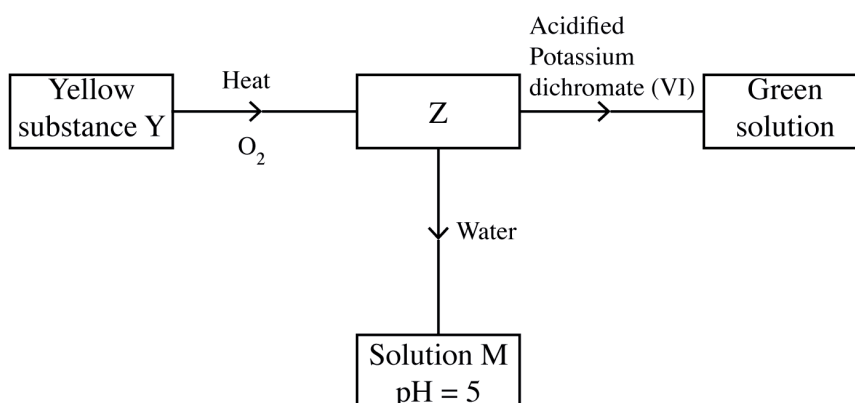 Acidified
Potassium
dichromate (VI)
Yellow
substance Y
Heat
O₂
Z
Green
solution
Water
Solution M
pH = 5